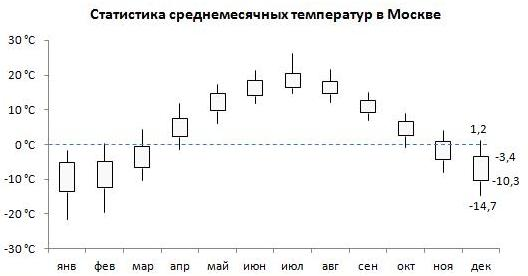 Статистика среднемесячных температур в Москве
30 °C
20 °C
10 °C
0 °C
-10 °C
-20 °C
-30 °C
1,2
-3,4
-10,3
-14,7
янв фев мар апр май июн июл авг сен окт ноя дек